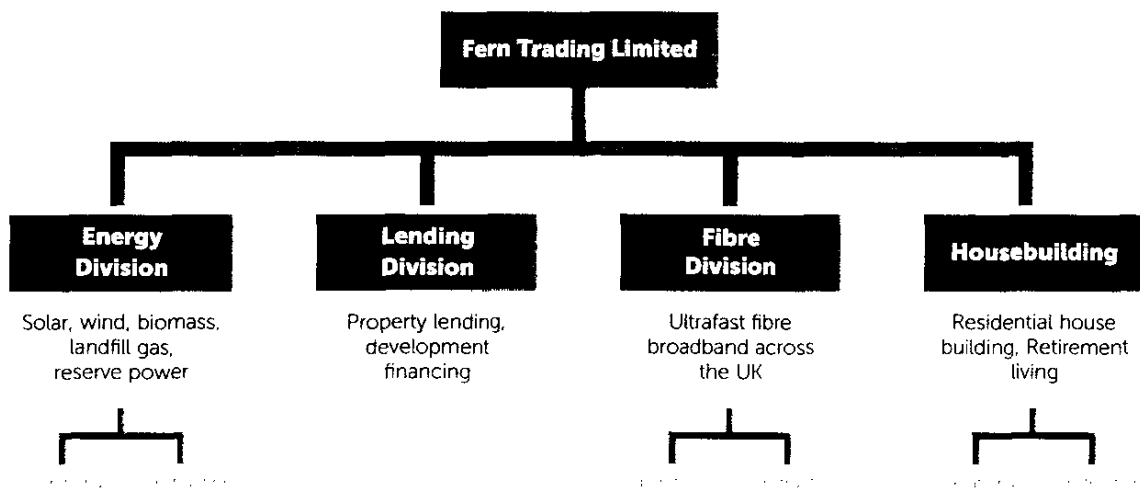 Fern Trading Limited
Energy
Division
Lending
Division
Fibre
Division
Housebuilding
Solar, wind, biomass,
landfill gas,
reserve power
Property lending,
development
financing
Ultrafast fibre
broadband across
the UK
Residential house
building, Retirement
living